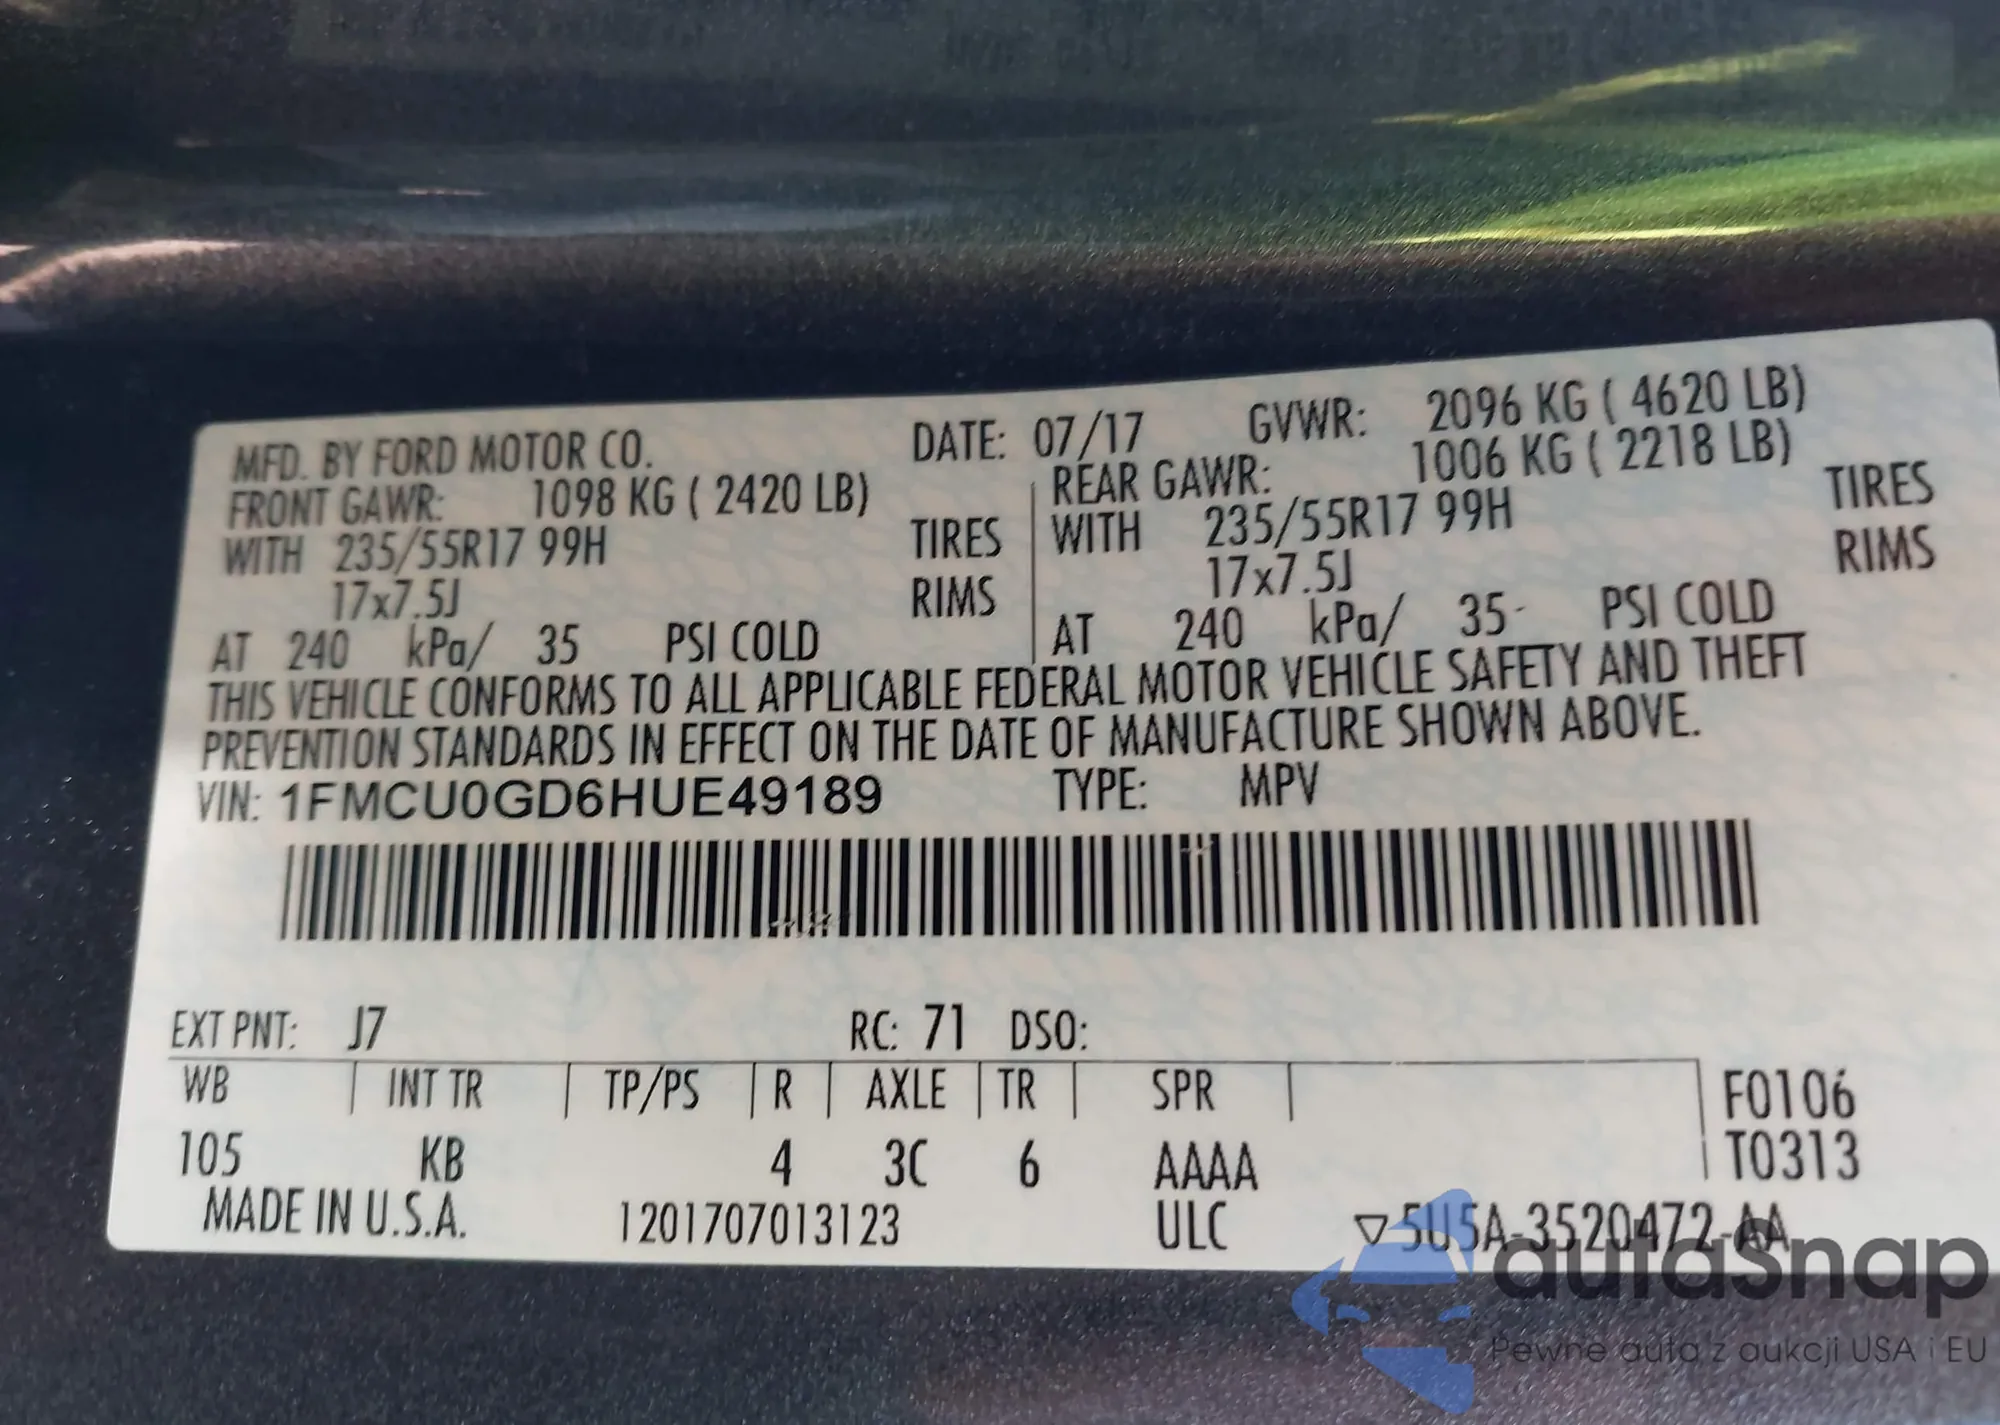 MFD. BY FORD MOTOR CO. DATE: 07/17 GVWR: 2096 KG ( 4620 LB)
FRONT GAWR: 1098 KG ( 2420 LB) REAR GAWR: 1006 KG ( 2218 LB)
WITH 235/55R17 99H TIRES WITH 235/55R17 99H TIRES
17x7.5J RIMS 17x7.5J RIMS
AT 240 kPa/ 35 PSI COLD AT 240 kPa/ 35 PSI COLD
THIS VEHICLE CONFORMS TO ALL APPLICABLE FEDERAL MOTOR VEHICLE SAFETY AND THEFT
PREVENTION STANDARDS IN EFFECT ON THE DATE OF MANUFACTURE SHOWN ABOVE.
VIN: 1FMCU0GD6HUE49189 TYPE: MPV
EXT PNT: J7 RC: 71 DSO:
WB INT TR TP/PS R AXLE TR SPR F0106
105 KB 4 3C 6 AAAA T0313
MADE IN U.S.A. 1201707013123 ULC ▽5U5A-3520472-AA
autaSnap
Pewne auta z aukcji USA i EU